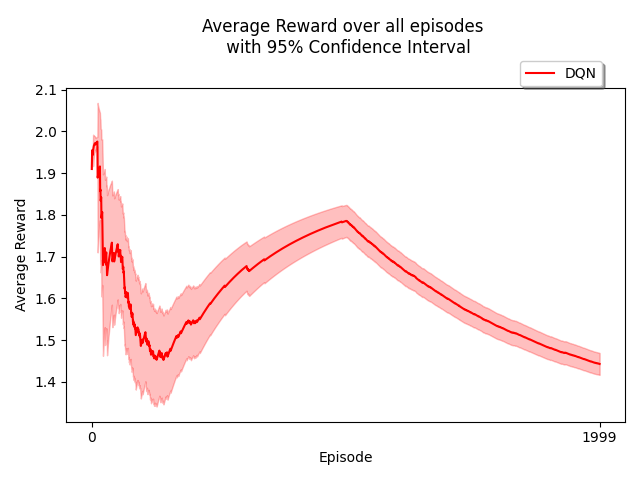 Average Reward over all episodes
with 95% Confidence Interval
DQN
2.1
2.0
1.9
1.8
1.7
1.6
1.5
1.4
Average Reward
0
1999
Episode